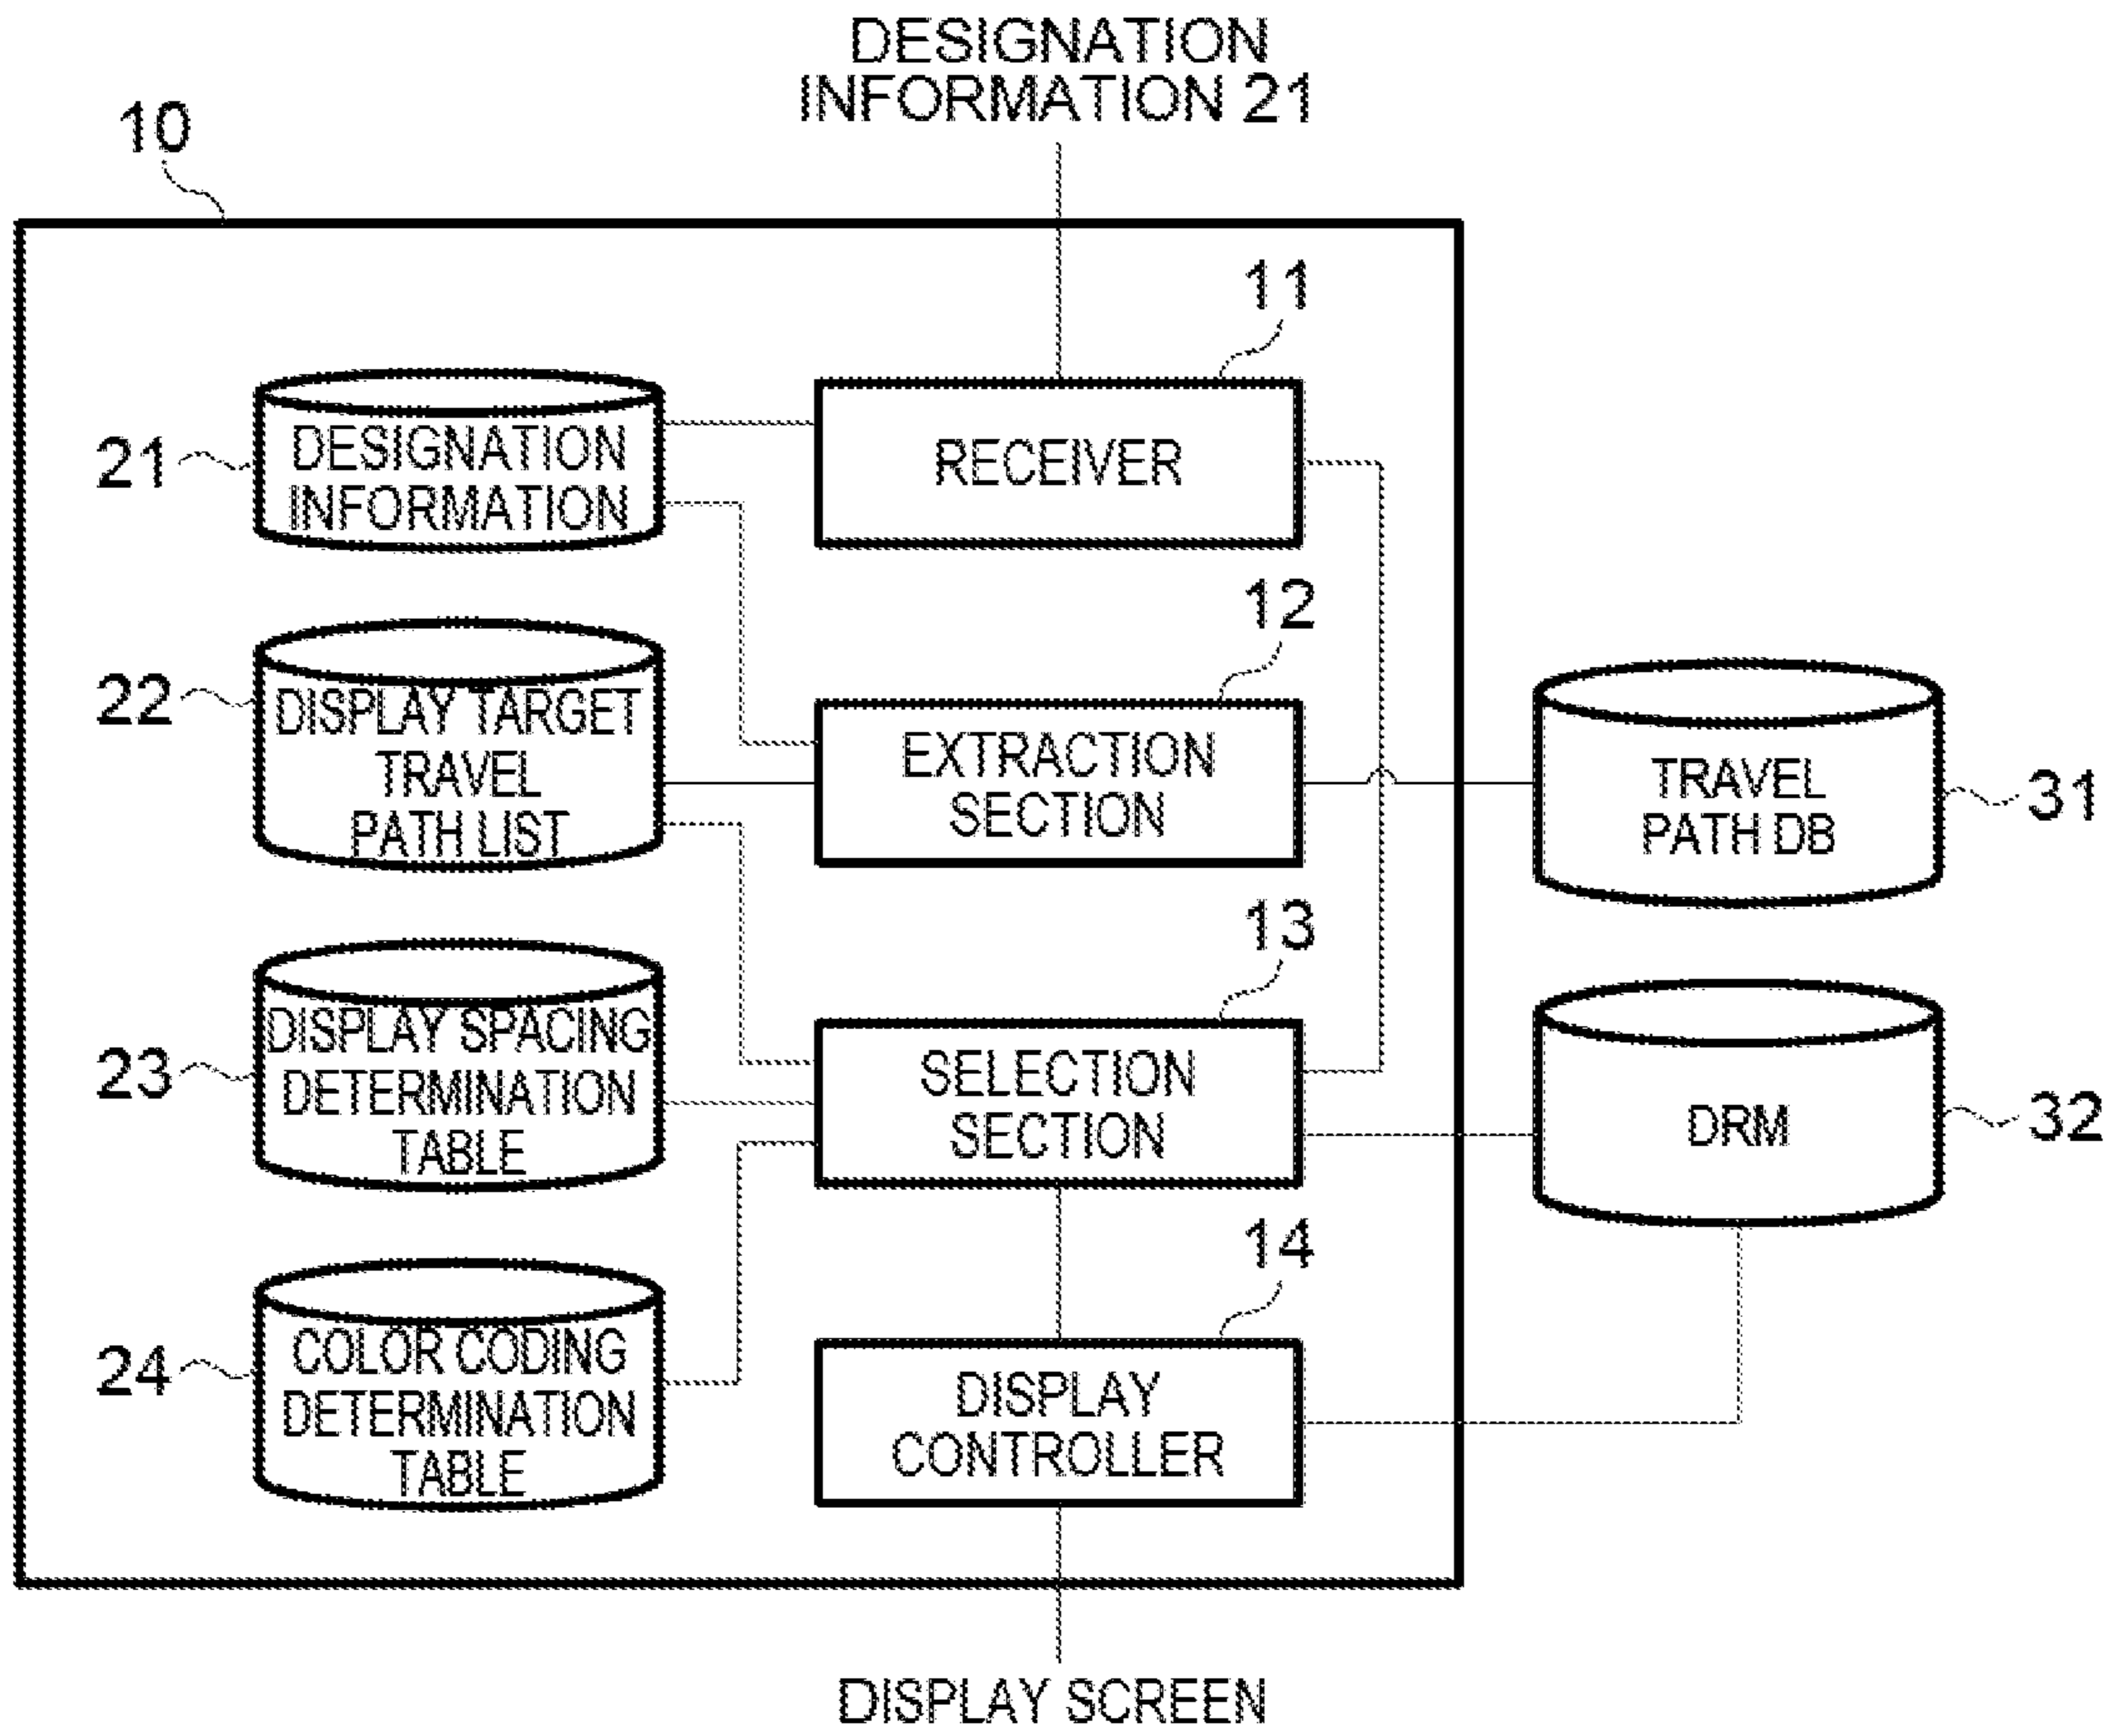 DESIGNATION
INFORMATION 21
10
11
21
DESIGNATION
INFORMATION
RECEIVER
12
22
DISPLAY TARGET
TRAVEL
PATH LIST
EXTRACTION
SECTION
TRAVEL
PATH DB
31
13
23
DISPLAY SPACING
DETERMINATION
TABLE
SELECTION
SECTION
DRM
32
14
24
COLOR CODING
DETERMINATION
TABLE
DISPLAY
CONTROLLER
DISPLAY SCREEN